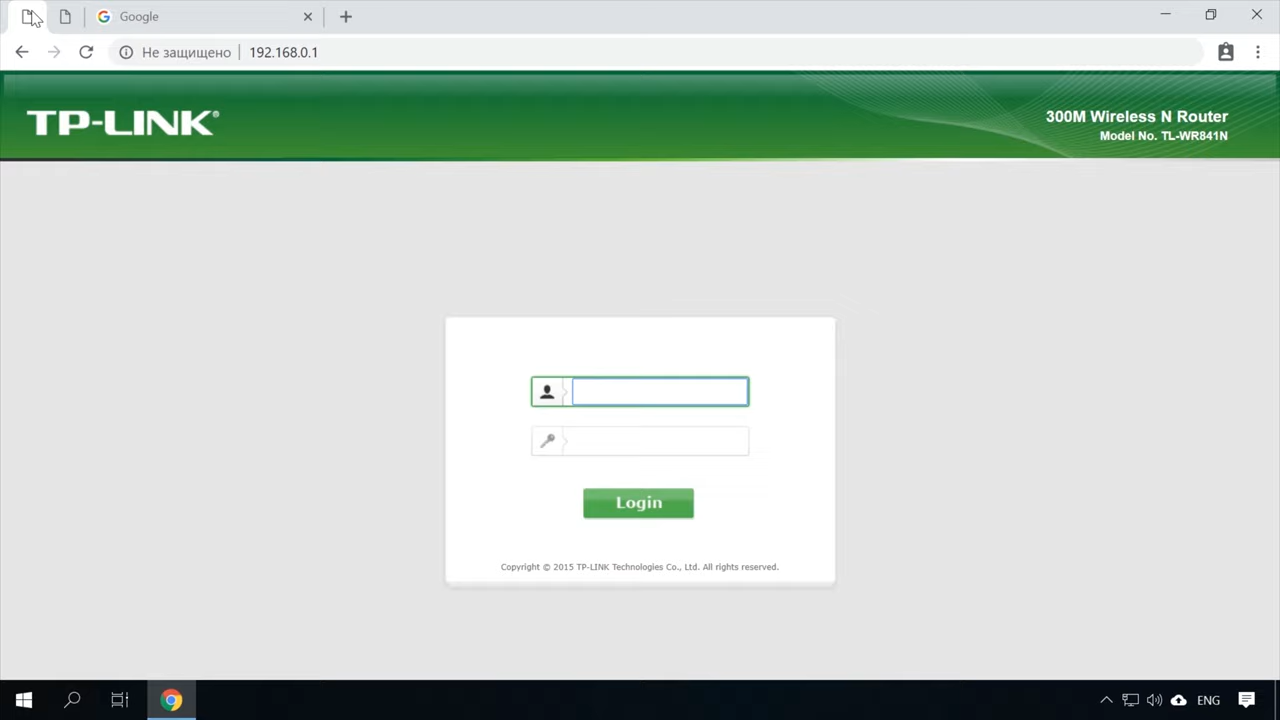 Google
Не защищено
192.168.0.1
TP-LINK®
300M Wireless N Router
Model No. TL-WR841N
Login
Copyright © 2015 TP-LINK Technologies Co., Ltd. All rights reserved.
ENG